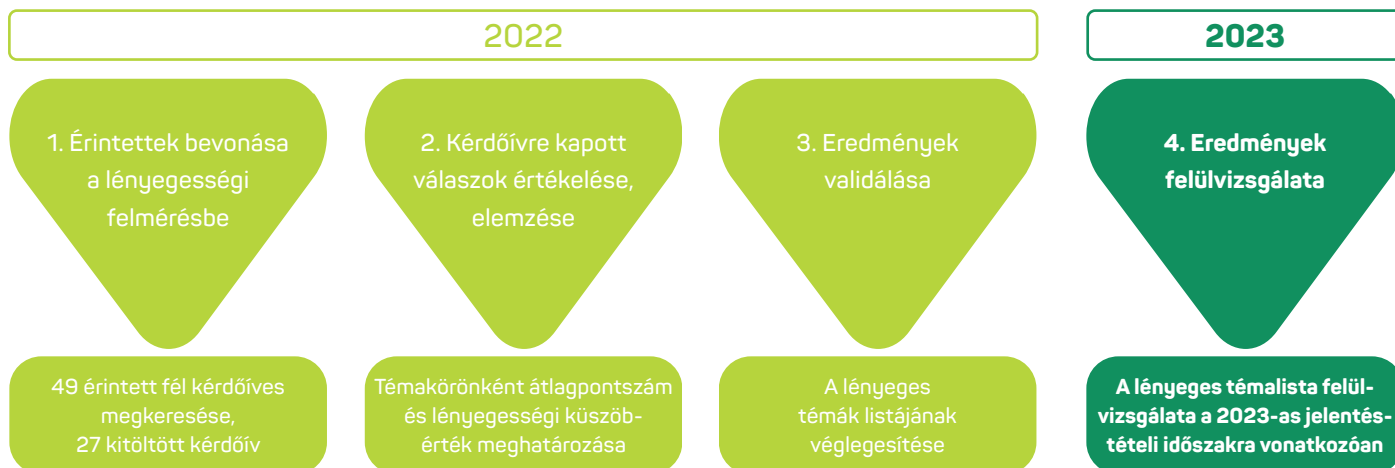 2022
2023
1. Érintettek bevonása
a lényegességi
felmérésbe
2. Kérdőívre kapott
válaszok értékelése,
elemzése
3. Eredmények
validálása
4. Eredmények
felülvizsgálata
49 érintett fél kérdőíves
megkeresése,
27 kitöltött kérdőív
Témakörönként átlagpontszám
és lényegességi küszöb-
érték meghatározása
A lényeges
témák listájának
véglegesítése
A lényeges témalista felül-
vizsgálata a 2023-as jelentés-
tételi időszakra vonatkozóan